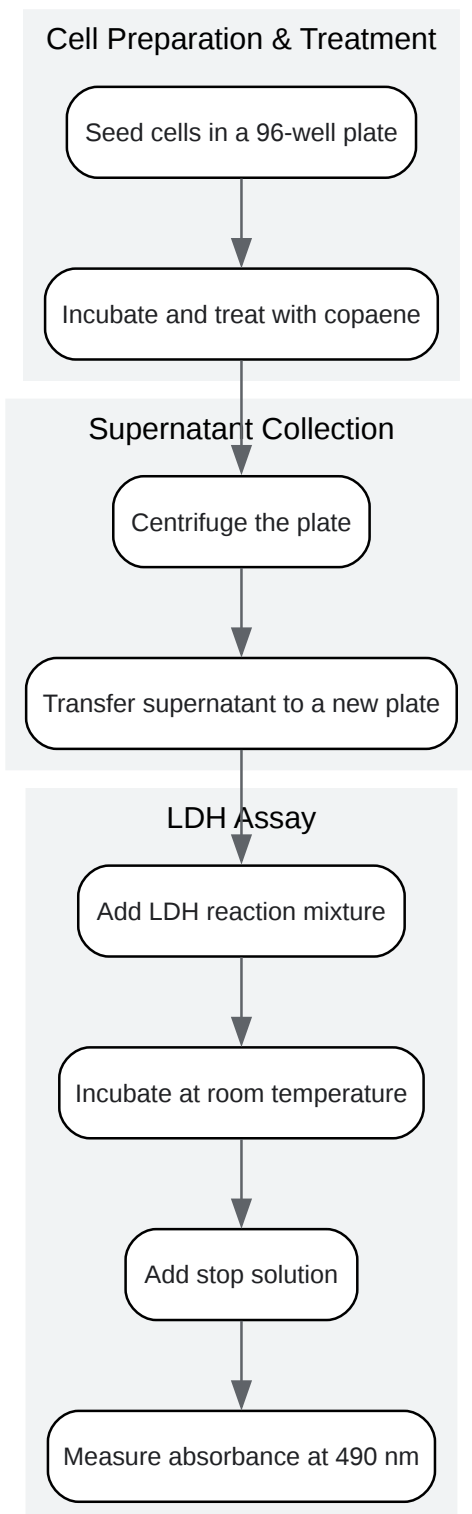 Cell Preparation & Treatment
Seed cells in a 96-well plate
Incubate and treat with copaene
Supernatant Collection
Centrifuge the plate
Transfer supernatant to a new plate
LDH Assay
Add LDH reaction mixture
Incubate at room temperature
Add stop solution
Measure absorbance at 490 nm